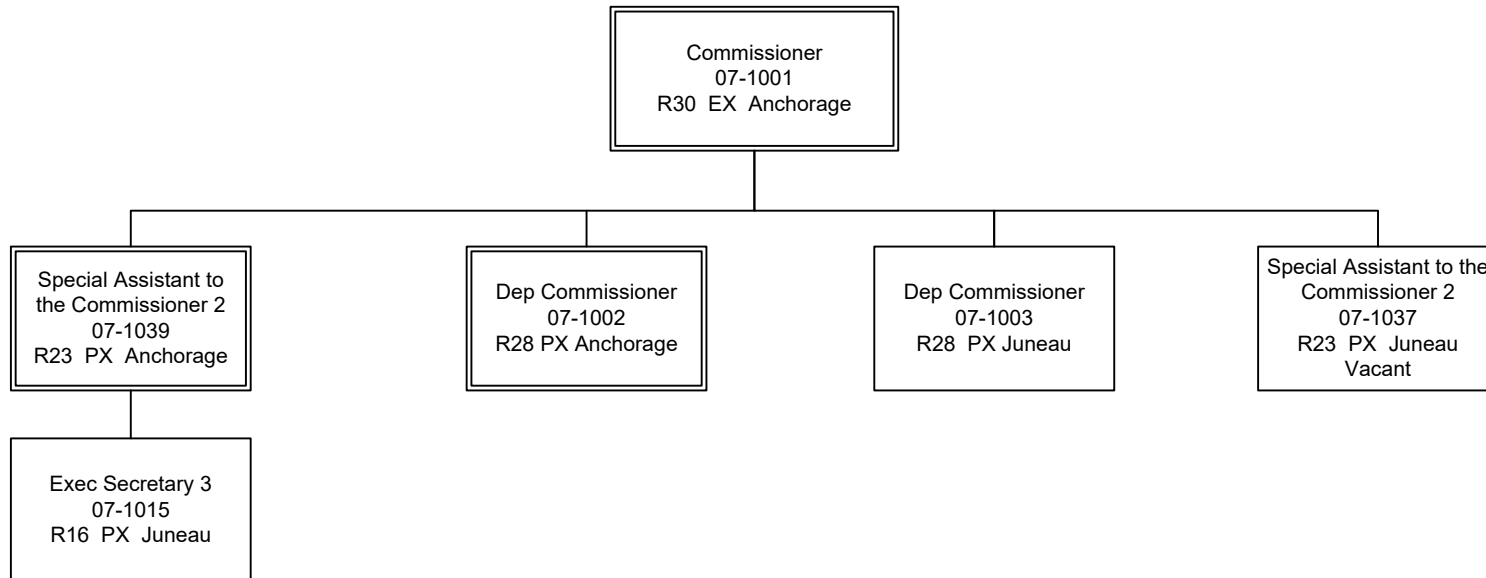 Commissioner
07-1001
R30 EX Anchorage
Special Assistant to
the Commissioner 2
07-1039
R23 PX Anchorage
Dep Commissioner
07-1002
R28 PX Anchorage
Dep Commissioner
07-1003
R28 PX Juneau
Special Assistant to the
Commissioner 2
07-1037
R23 PX Juneau
Vacant
Exec Secretary 3
07-1015
R16 PX Juneau